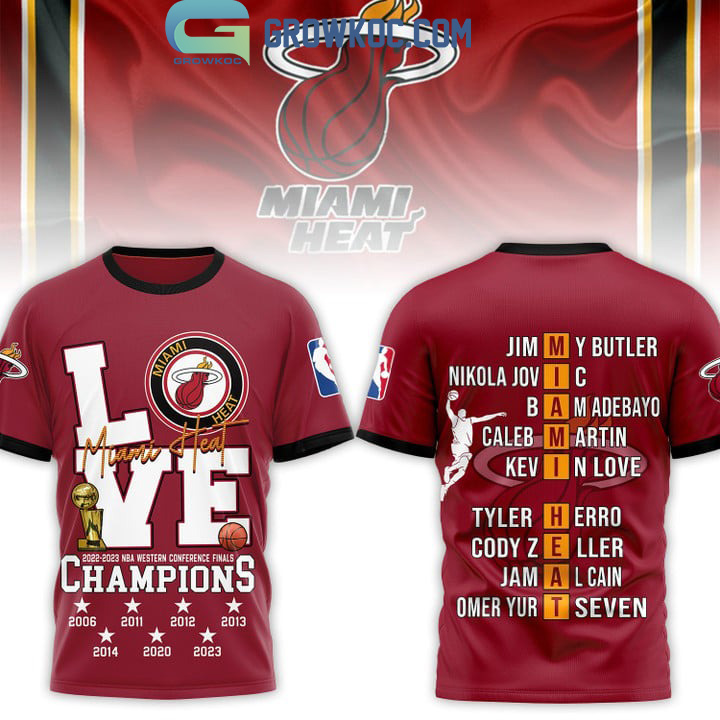 GROWKOC.COM
GROWKOC
MIAMI
HEAT
MIAMI
HEAT
LOVE
Miami Heat
2022-2023 NBA WESTERN CONFERENCE FINALS
CHAMPIONS
2006 2011 2012 2013
2014 2020 2023
JIMMY BUTLER
NIKOLA JOVIC
BAM ADEBAYO
CALEB MARTIN
KEVIN LOVE
TYLER HERRO
CODY ZELLER
JAMAL CAIN
OMER YURTSEVEN